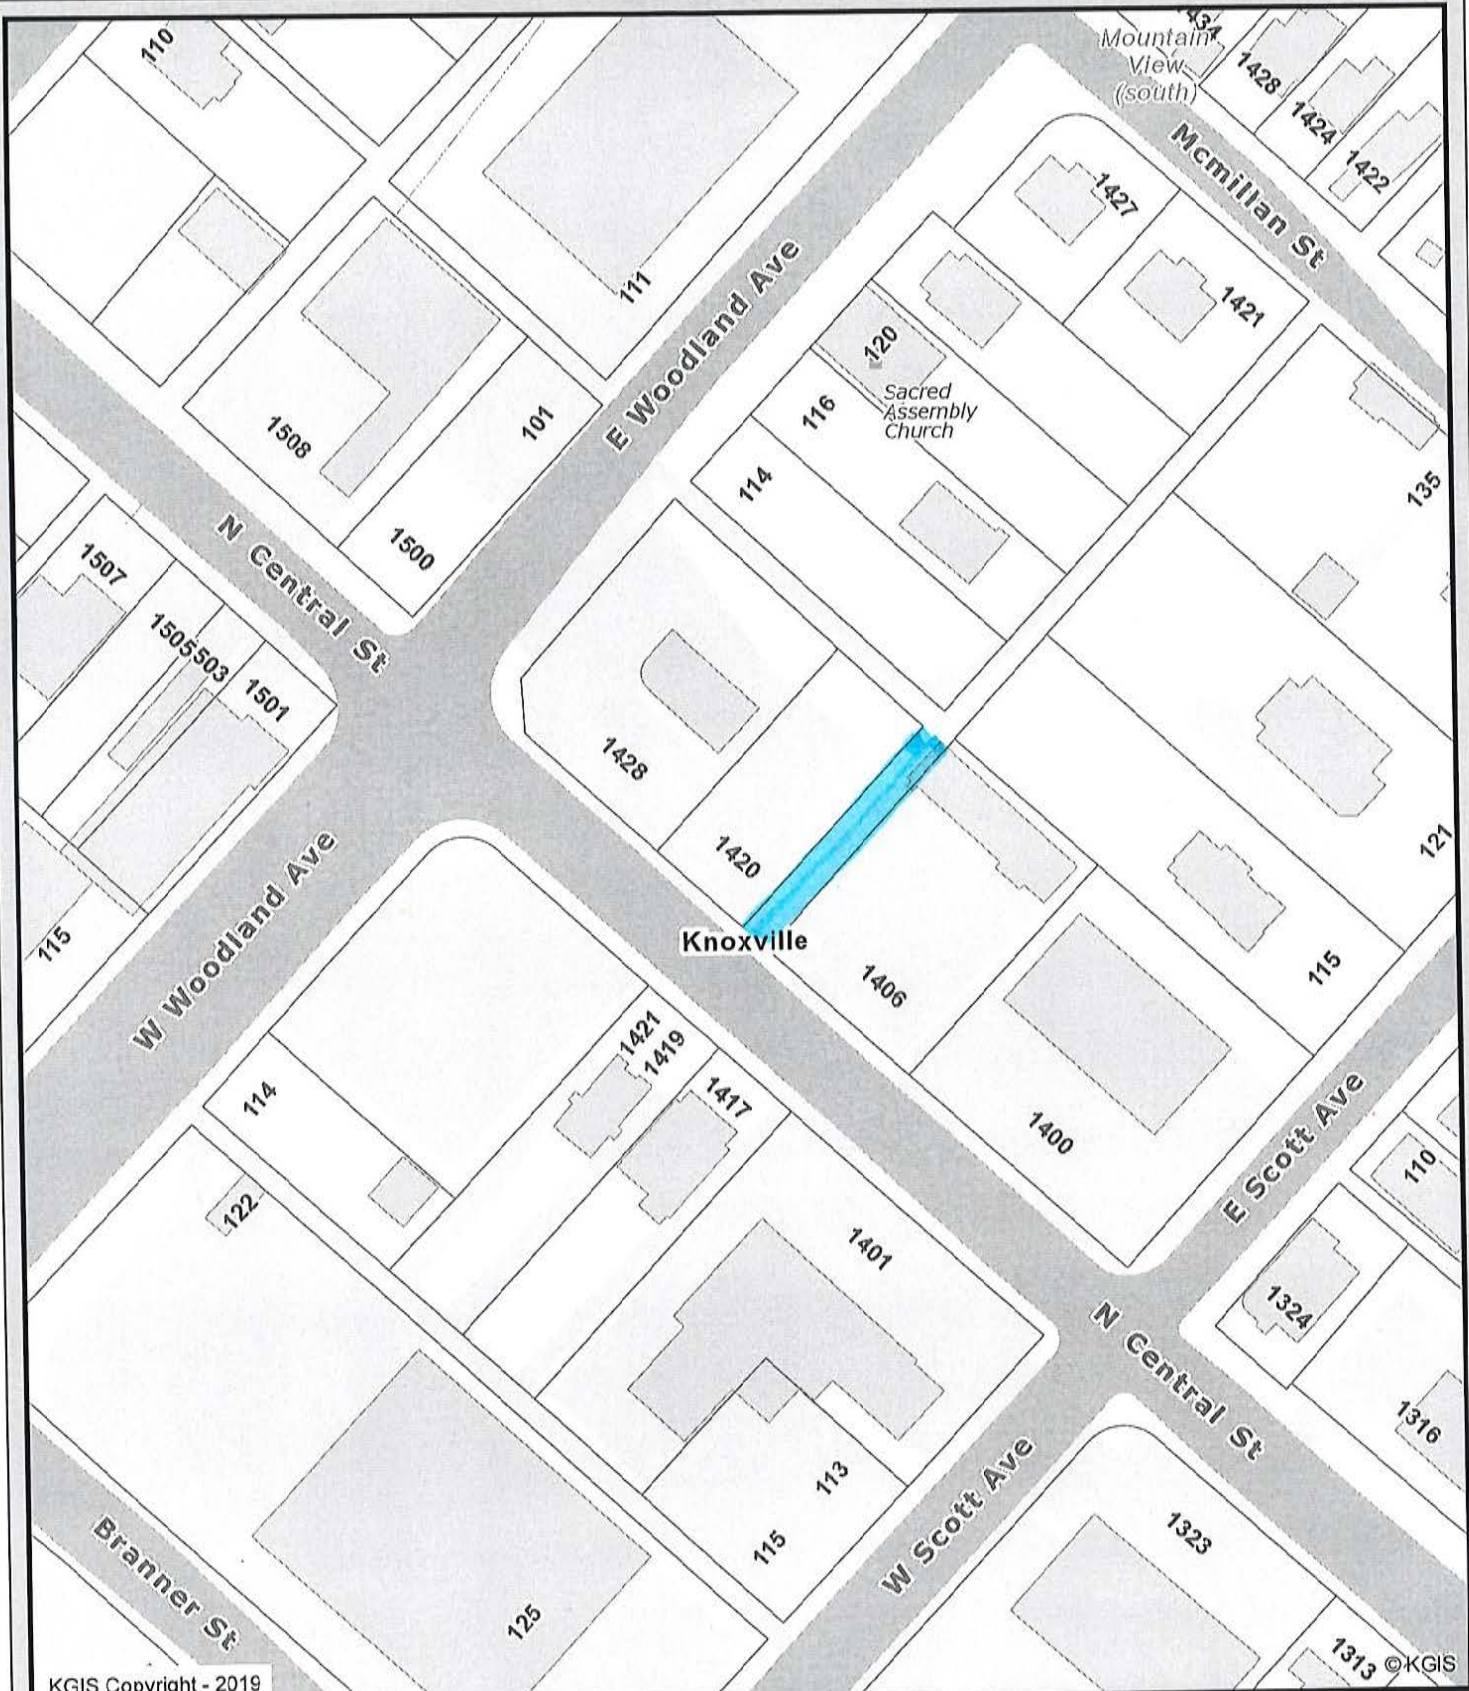 110
1434
Mountain
View
(south)
1428
1424
1422
Mcmillan St
1427
1421
111
E Woodland Ave
120
Sacred
Assembly
Church
116
114
101
1508
1500
135
N Central St
1507
1505
503
1501
1428
1420
121
W Woodland Ave
115
Knoxville
1406
115
1421
1419
1417
114
1400
E Scott Ave
110
122
1401
1324
N Central St
1316
113
115
W Scott Ave
1323
Branner St
125
1313
©KGIS
KGIS Copyright - 2019